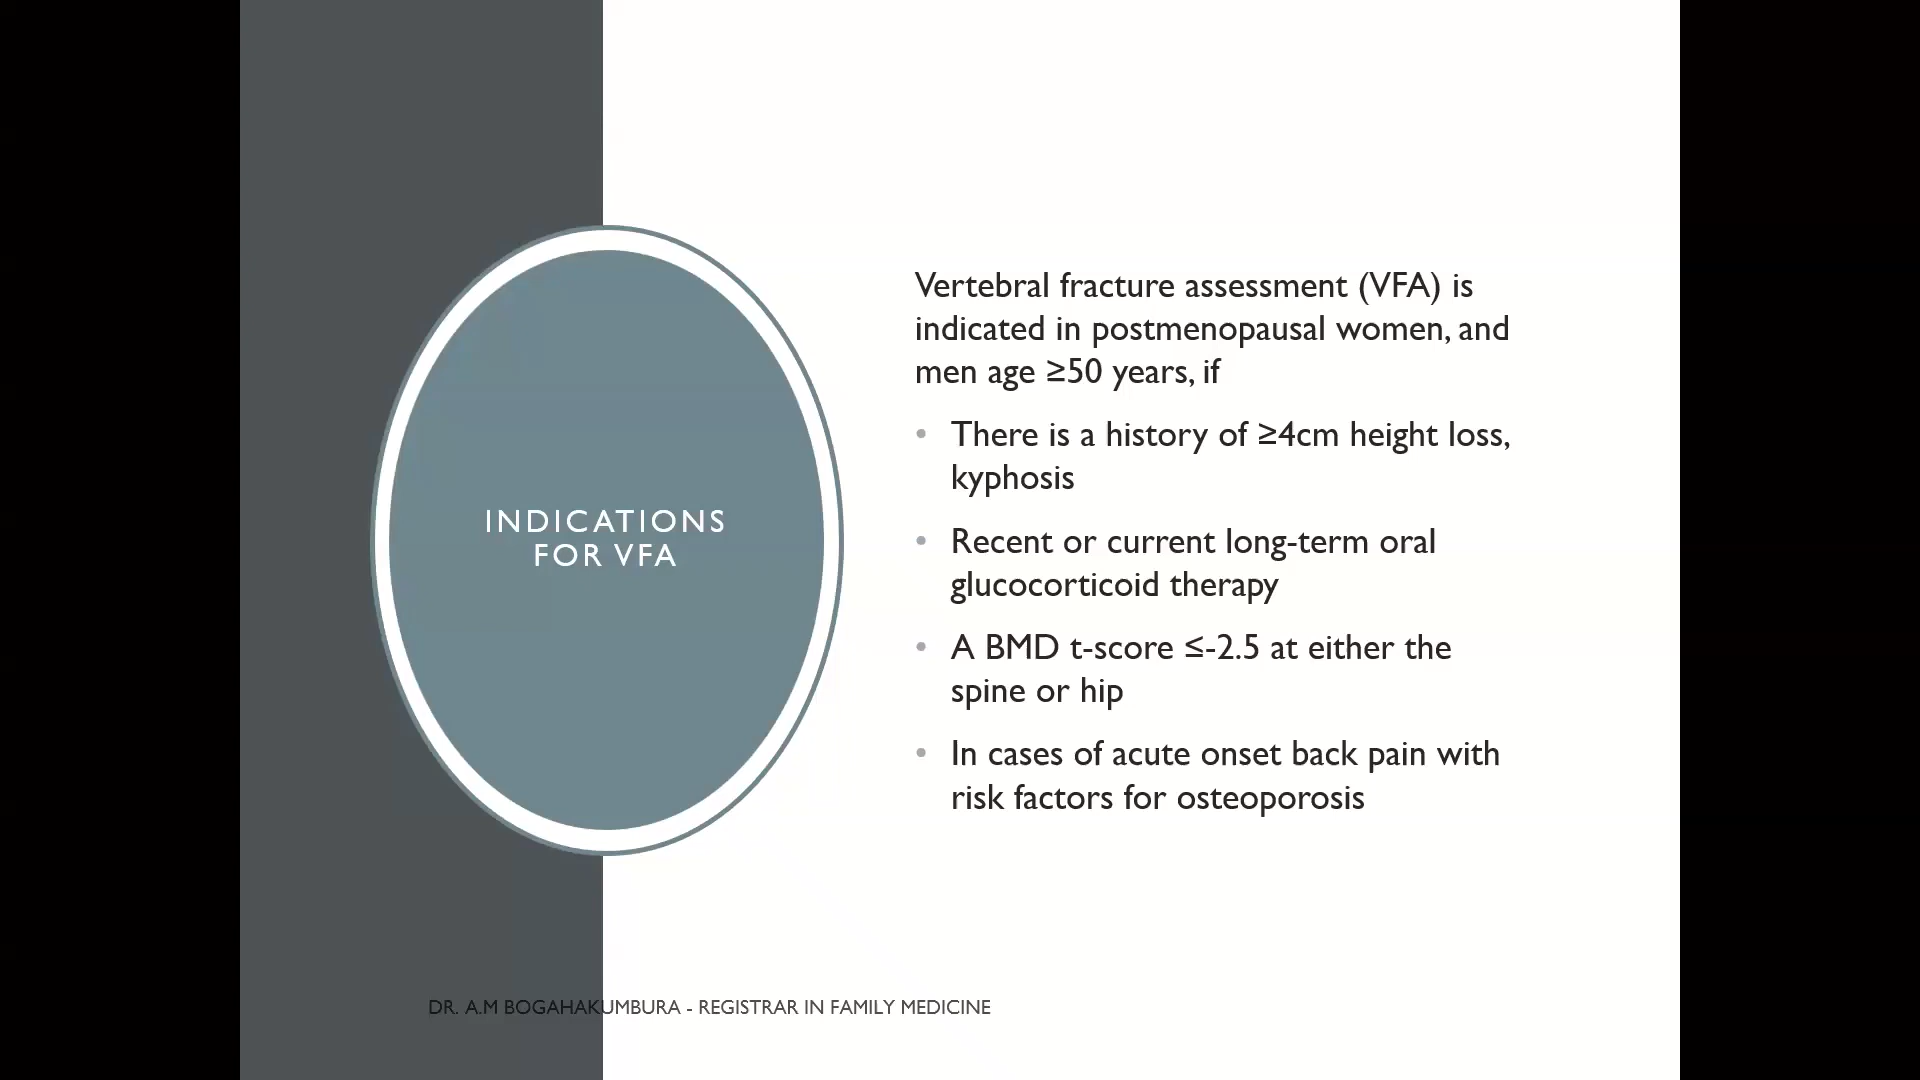 INDICATIONS
FOR VFA
Vertebral fracture assessment (VFA) is
indicated in postmenopausal women, and
men age ≥50 years, if
• There is a history of ≥4cm height loss,
kyphosis
• Recent or current long-term oral
glucocorticoid therapy
• A BMD t-score ≤-2.5 at either the
spine or hip
• In cases of acute onset back pain with
risk factors for osteoporosis
DR. A.M BOGAHAKUMBURA - REGISTRAR IN FAMILY MEDICINE